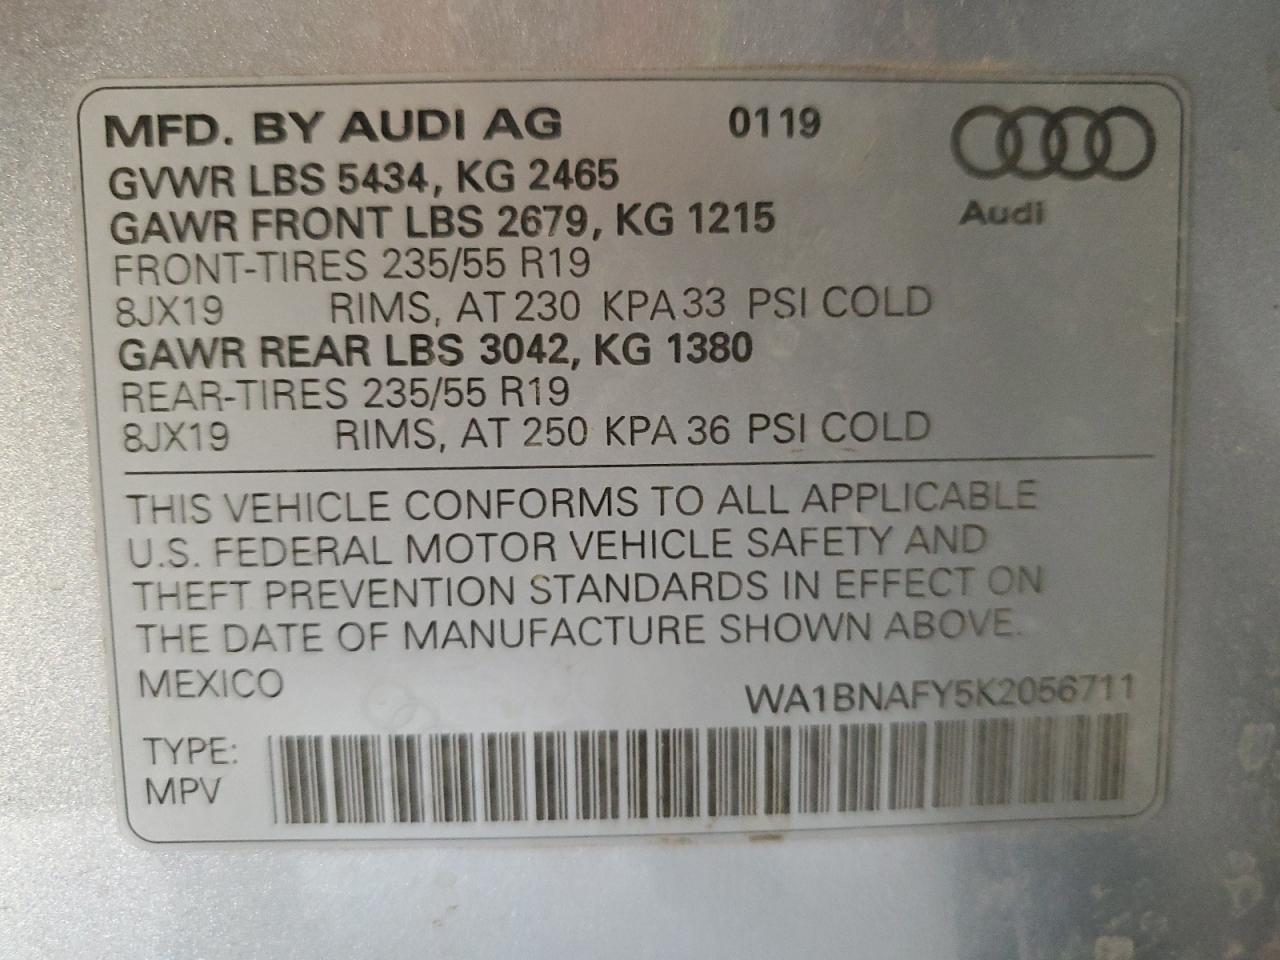 MFD. BY AUDI AG 0119
GVWR LBS 5434, KG 2465
GAWR FRONT LBS 2679, KG 1215
Audi
FRONT-TIRES 235/55 R19
8JX19 RIMS, AT 230 KPA 33 PSI COLD
GAWR REAR LBS 3042, KG 1380
REAR-TIRES 235/55 R19
8JX19 RIMS, AT 250 KPA 36 PSI COLD
THIS VEHICLE CONFORMS TO ALL APPLICABLE
U.S. FEDERAL MOTOR VEHICLE SAFETY AND
THEFT PREVENTION STANDARDS IN EFFECT ON
THE DATE OF MANUFACTURE SHOWN ABOVE.
MEXICO
WA1BNAFY5K2056711
TYPE:
MPV